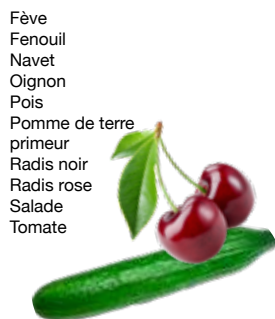 Fève
Fenouil
Navet
Oignon
Pois
Pomme de terre
primeur
Radis noir
Radis rose
Salade
Tomate